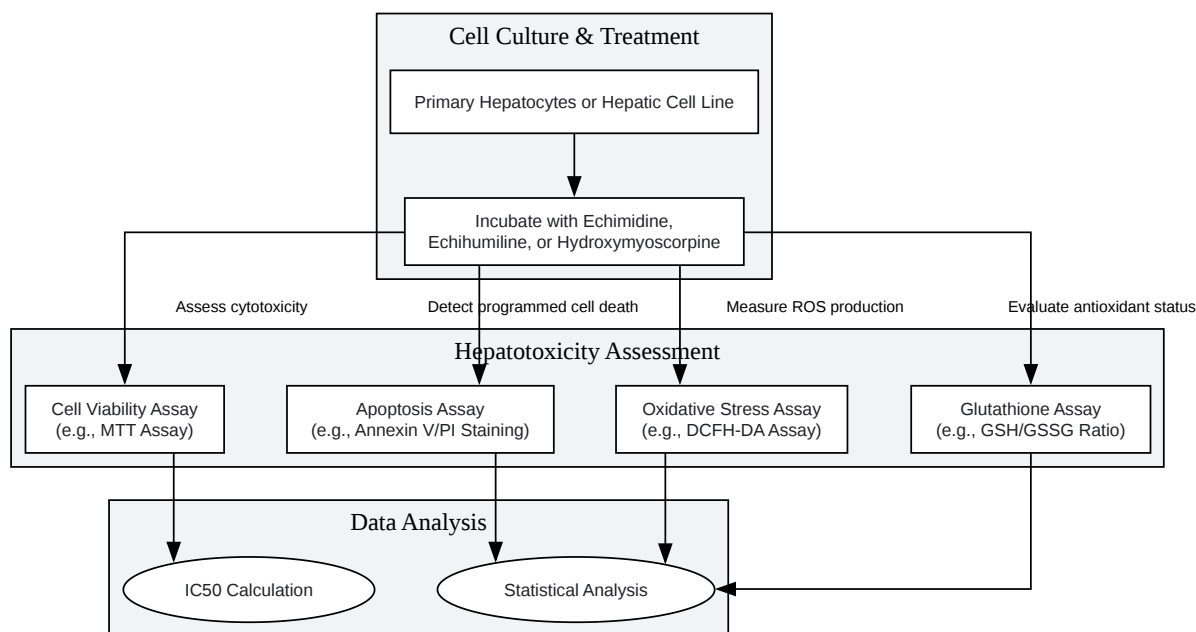 Cell Culture & Treatment
Primary Hepatocytes or Hepatic Cell Line
Incubate with Echimidine,
Echihumiline, or Hydroxymyoscorpine
Assess cytotoxicity
Detect programmed cell death
Measure ROS production
Evaluate antioxidant status
Hepatotoxicity Assessment
Cell Viability Assay
(e.g., MTT Assay)
Apoptosis Assay
(e.g., Annexin V/PI Staining)
Oxidative Stress Assay
(e.g., DCFH-DA Assay)
Glutathione Assay
(e.g., GSH/GSSG Ratio)
Data Analysis
IC50 Calculation
Statistical Analysis